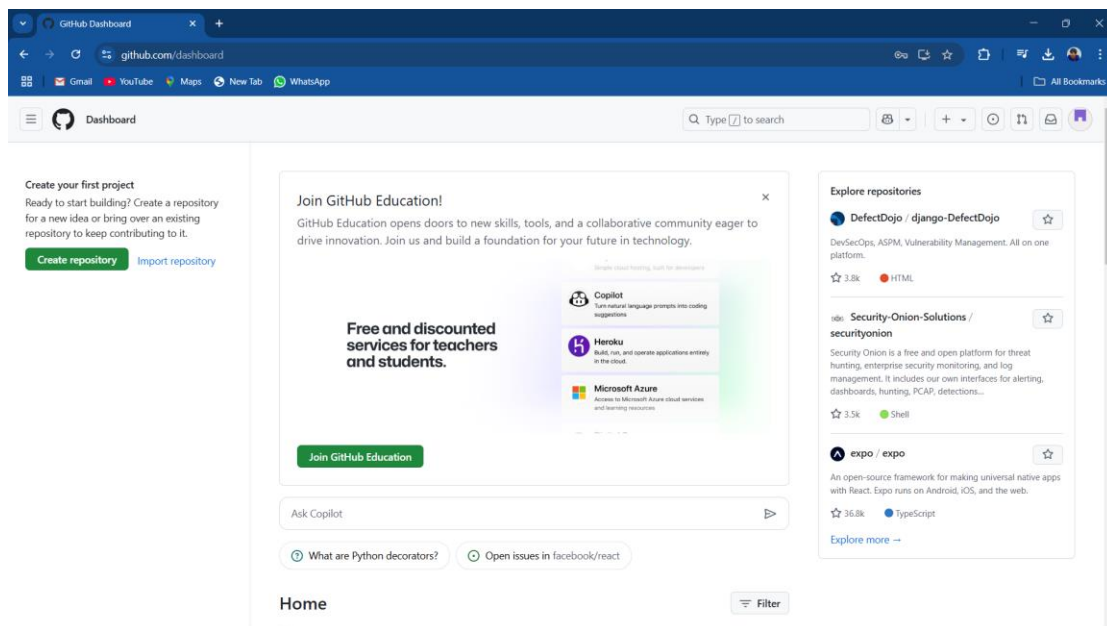 GitHub Dashboard
github.com/dashboard
Gmail
YouTube
Maps
New Tab
WhatsApp
All Bookmarks
Dashboard
Type / to search
Create your first project
Ready to start building? Create a repository
for a new idea or bring over an existing
repository to keep contributing to it.
Create repository
Import repository
Join GitHub Education!
GitHub Education opens doors to new skills, tools, and a collaborative community eager to
drive innovation. Join us and build a foundation for your future in technology.
Free and discounted
services for teachers
and students.
Simple cloud hosting, built for developers
Copilot
Turn natural language prompts into coding
suggestions
Heroku
Build, run, and operate applications entirely
in the cloud.
Microsoft Azure
Access to Microsoft Azure cloud services
and learning resources
Join GitHub Education
Ask Copilot
What are Python decorators?
Open issues in facebook/react
Home
Filter
Explore repositories
DefectDojo / django-DefectDojo
DevSecOps, ASPM, Vulnerability Management. All on one
platform.
3.8k
HTML
Security-Onion-Solutions /
securityonion
Security Onion is a free and open platform for threat
hunting, enterprise security monitoring, and log
management. It includes our own interfaces for alerting,
dashboards, hunting, PCAP, detections...
3.5k
Shell
expo / expo
An open-source framework for making universal native apps
with React. Expo runs on Android, iOS, and the web.
36.8k
TypeScript
Explore more →